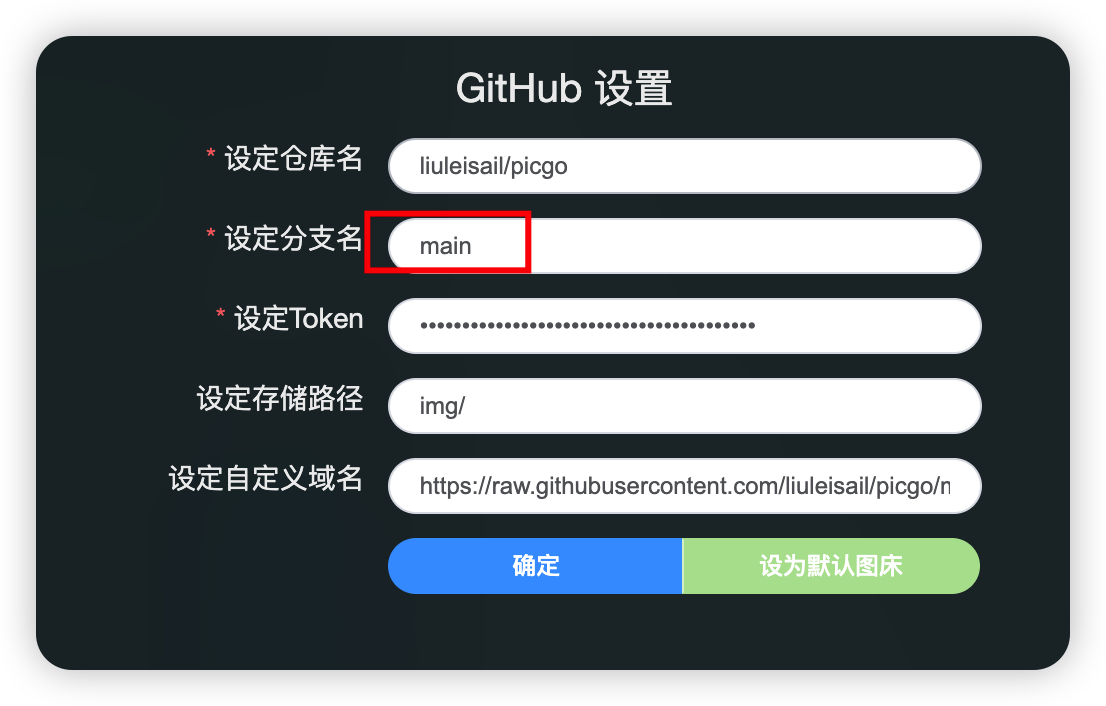 GitHub 设置
* 设定仓库名 liuleisail/picgo
* 设定分支名 main
* 设定Token ••••••••••••••••••••••••••••••••••••••••
设定存储路径 img/
设定自定义域名 https://raw.githubusercontent.com/liuleisail/picgo/
确定 设为默认图床